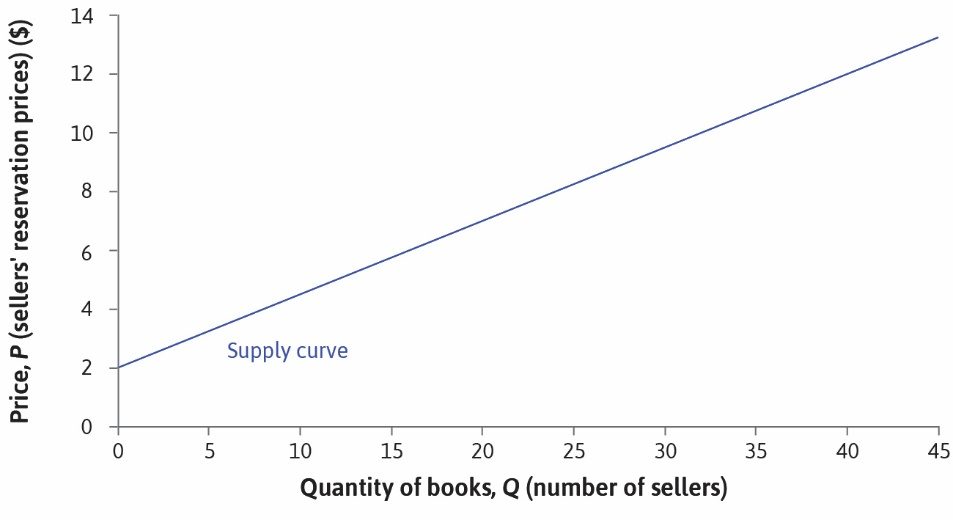 Price, P (sellers' reservation prices) ($)
14
12
10
8
6
4
2
0
Supply curve
0 5 10 15 20 25 30 35 40 45
Quantity of books, Q (number of sellers)